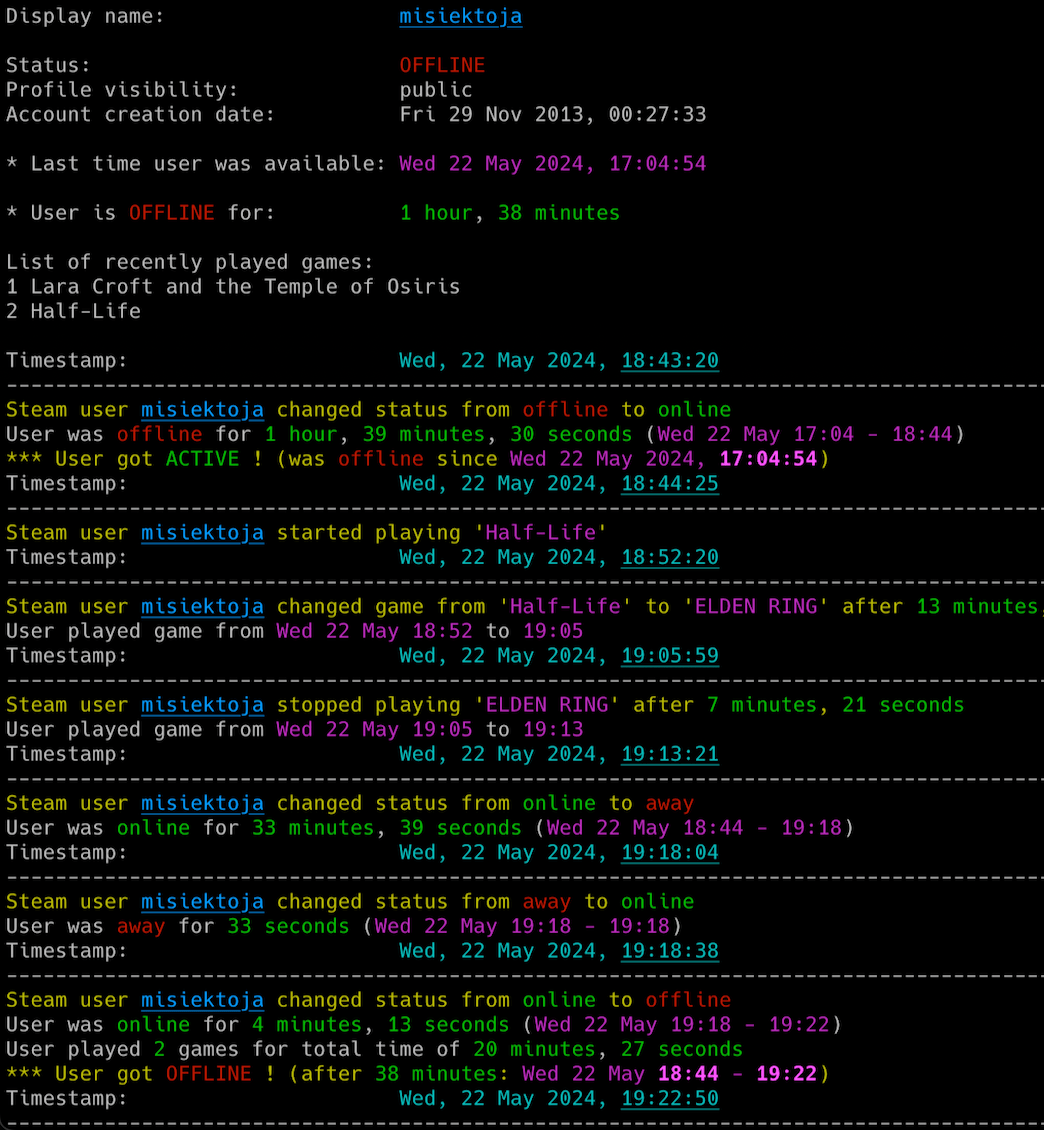 Display name: misiektoja
Status: OFFLINE
Profile visibility: public
Account creation date: Fri 29 Nov 2013, 00:27:33
* Last time user was available: Wed 22 May 2024, 17:04:54
* User is OFFLINE for: 1 hour, 38 minutes
List of recently played games:
1 Lara Croft and the Temple of Osiris
2 Half-Life
Timestamp: Wed, 22 May 2024, 18:43:20
Steam user misiektoja changed status from offline to online
User was offline for 1 hour, 39 minutes, 30 seconds (Wed 22 May 17:04 - 18:44)
*** User got ACTIVE ! (was offline since Wed 22 May 2024, 17:04:54)
Timestamp: Wed, 22 May 2024, 18:44:25
Steam user misiektoja started playing 'Half-Life'
Timestamp: Wed, 22 May 2024, 18:52:20
Steam user misiektoja changed game from 'Half-Life' to 'ELDEN RING' after 13 minutes,
User played game from Wed 22 May 18:52 to 19:05
Timestamp: Wed, 22 May 2024, 19:05:59
Steam user misiektoja stopped playing 'ELDEN RING' after 7 minutes, 21 seconds
User played game from Wed 22 May 19:05 to 19:13
Timestamp: Wed, 22 May 2024, 19:13:21
Steam user misiektoja changed status from online to away
User was online for 33 minutes, 39 seconds (Wed 22 May 18:44 - 19:18)
Timestamp: Wed, 22 May 2024, 19:18:04
Steam user misiektoja changed status from away to online
User was away for 33 seconds (Wed 22 May 19:18 - 19:18)
Timestamp: Wed, 22 May 2024, 19:18:38
Steam user misiektoja changed status from online to offline
User was online for 4 minutes, 13 seconds (Wed 22 May 19:18 - 19:22)
User played 2 games for total time of 20 minutes, 27 seconds
*** User got OFFLINE ! (after 38 minutes: Wed 22 May 18:44 - 19:22)
Timestamp: Wed, 22 May 2024, 19:22:50